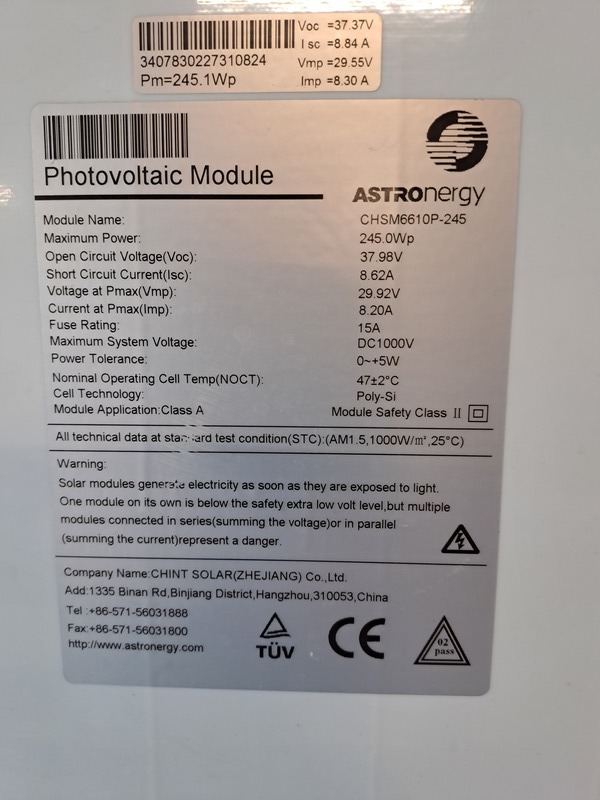 Voc =37.37V
Isc =8.84 A
3407830227310824
Vmp =29.55V
Pm=245.1Wp
Imp =8.30 A
Photovoltaic Module
ASTROnergy
Module Name: CHSM6610P-245
Maximum Power: 245.0Wp
Open Circuit Voltage(Voc): 37.98V
Short Circuit Current(Isc): 8.62A
Voltage at Pmax(Vmp): 29.92V
Current at Pmax(Imp): 8.20A
Fuse Rating: 15A
Maximum System Voltage: DC1000V
Power Tolerance: 0~+5W
Nominal Operating Cell Temp(NOCT): 47±2°C
Cell Technology: Poly-Si
Module Application:Class A Module Safety Class II
All technical data at standard test condition(STC):(AM1.5,1000W/m²,25°C)
Warning:
Solar modules generate electricity as soon as they are exposed to light.
One module on its own is below the safety extra low volt level,but multiple
modules connected in series(summing the voltage)or in parallel
(summing the current)represent a danger.
Company Name:CHINT SOLAR(ZHEJIANG) Co.,Ltd.
Add:1335 Binan Rd,Binjiang District,Hangzhou,310053,China
Tel :+86-571-56031888
Fax:+86-571-56031800
http://www.astronergy.com
TÜV
CE
02
pass